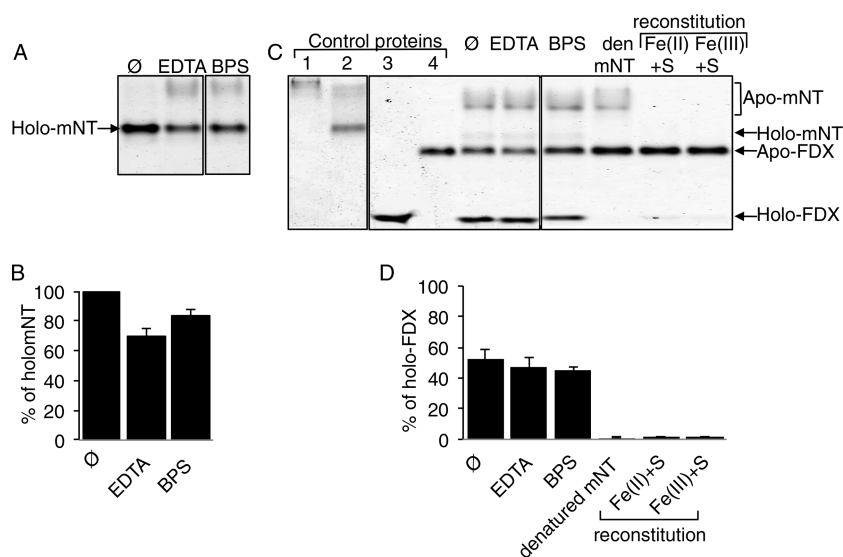 A
Ø EDTA BPS
Holo-mNT
C
Control proteins
1 2 3 4
Ø EDTA BPS
den
mNT
reconstitution
Fe(II) Fe(III)
+S +S
Apo-mNT
Holo-mNT
Apo-FDX
Holo-FDX
B
% of holomNT
100
80
60
40
20
0
Ø
EDTA
BPS
D
% of holo-FDX
100
80
60
40
20
0
Ø
EDTA
BPS
denatured mNT
Fe(II)+S
Fe(III)+S
reconstitution